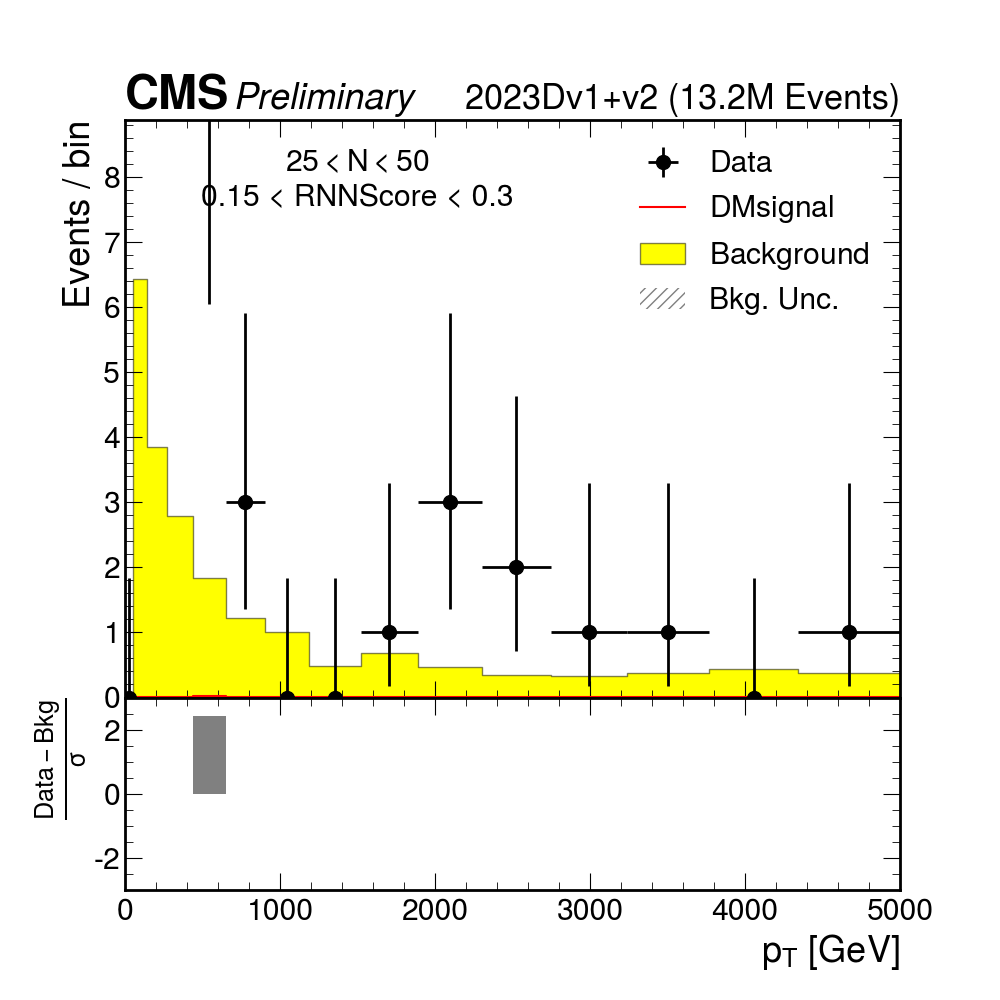 CMS Preliminary 2023Dv1+v2 (13.2M Events)
Events / bin
25 < N < 50
0.15 < RNNScore < 0.3
Data
DMsignal
Background
Bkg. Unc.
8
7
6
5
4
3
2
1
0
Data – Bkg
σ
2
0
-2
0 1000 2000 3000 4000 5000
pT [GeV]